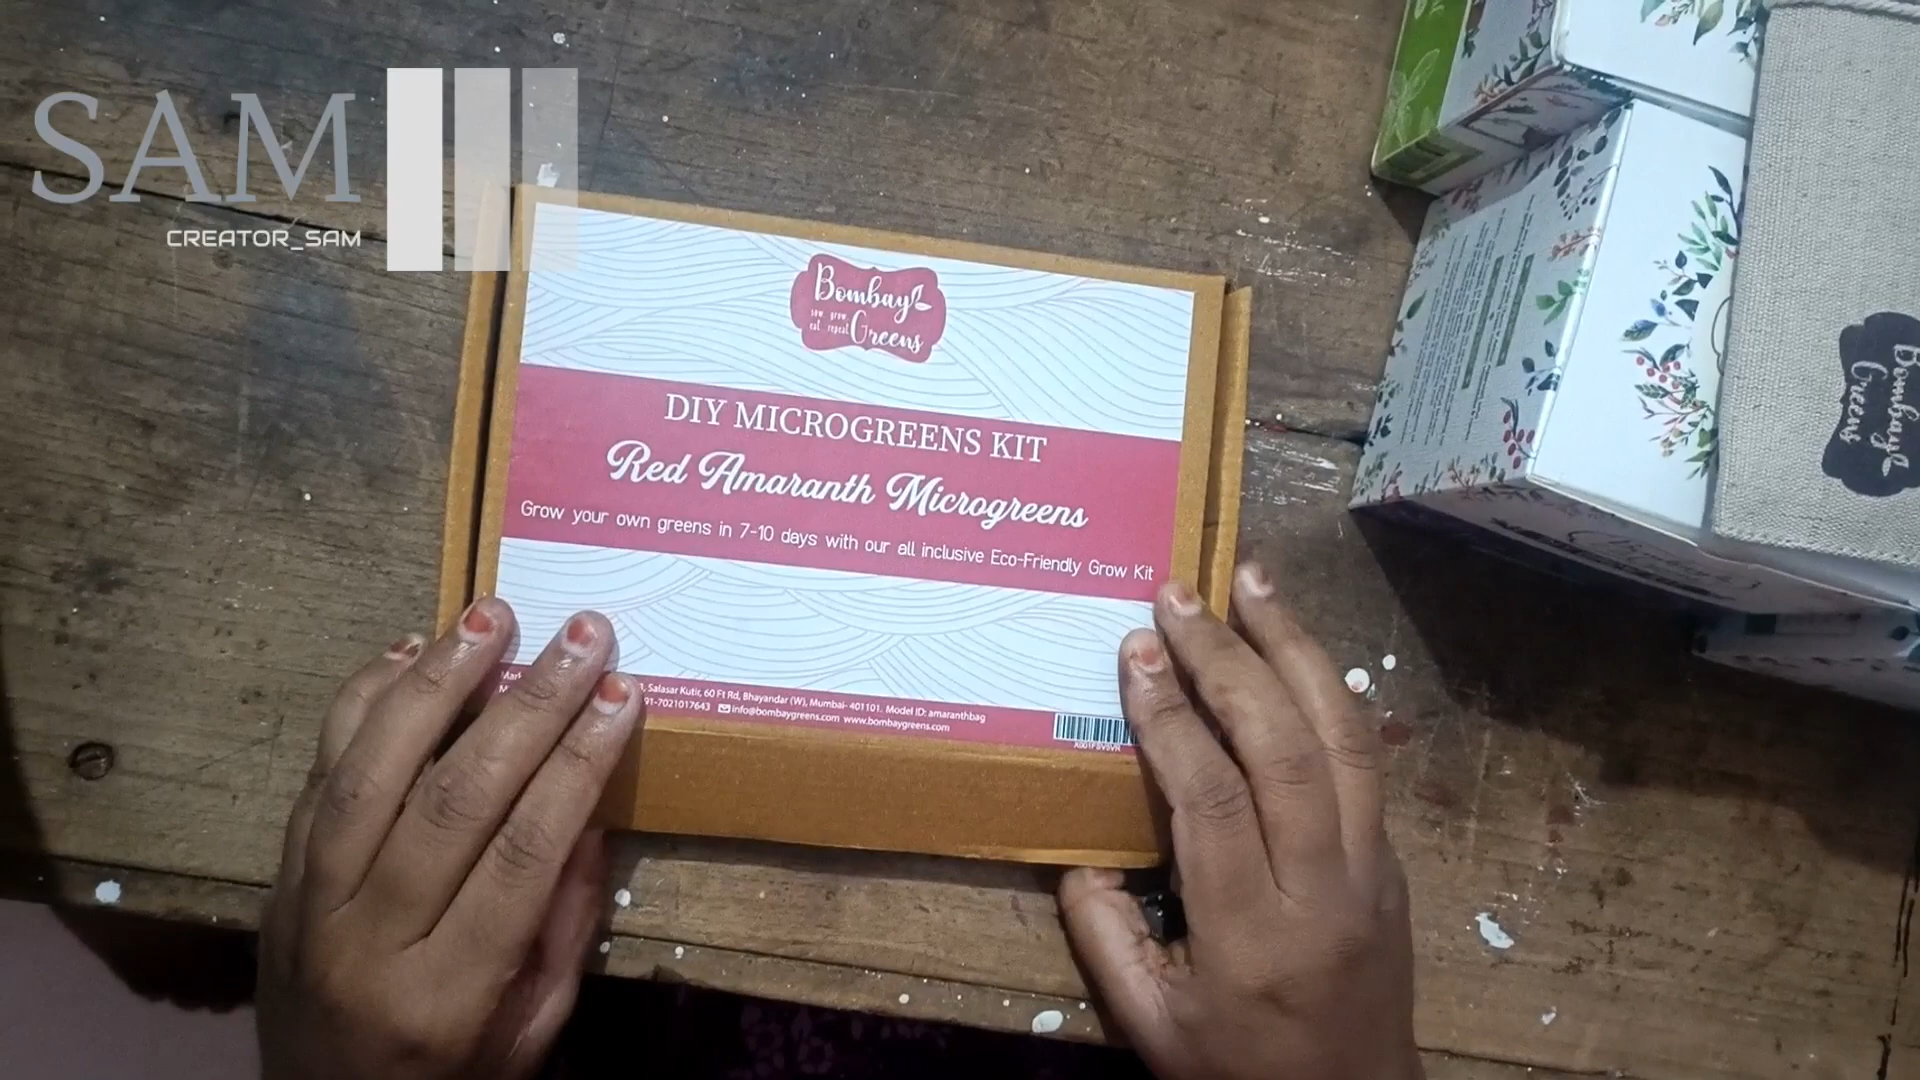 SAM
CREATOR_SAM
Bombay
sow grow
eat repeat Greens
DIY MICROGREENS KIT
Red Amaranth Microgreens
Grow your own greens in 7-10 days with our all inclusive Eco-Friendly Grow Kit
Salasar Kutir, 60 Ft Rd, Bhayandar (W), Mumbai- 401101. Model ID: amaranthbag
91-7021017643 info@bombaygreens.com www.bombaygreens.com
Bombay
Greens